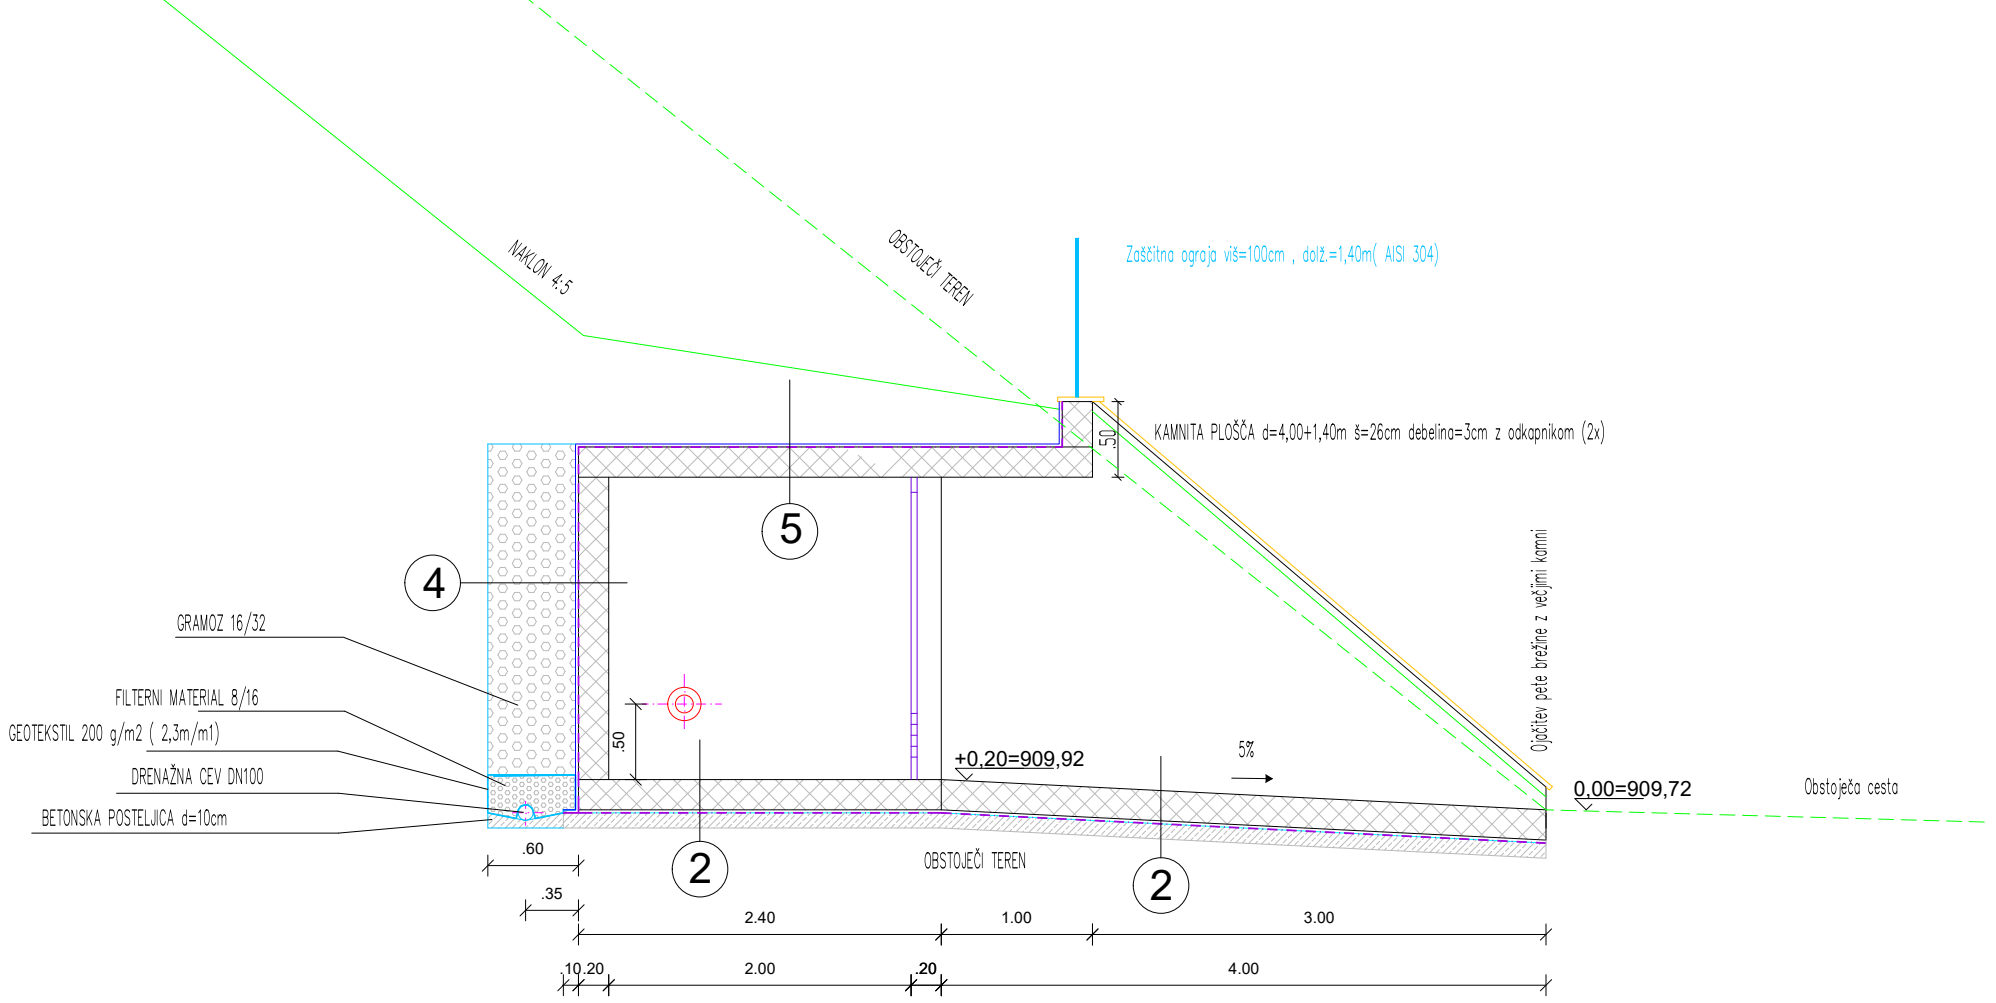 NAKLON 4:5
OBSTOJEČI TEREN
Zaščitna ograja viš=100cm , dolž.=1,40m( AISI 304)
.50
KAMNITA PLOŠČA d=4,00+1,40m š=26cm debelina=3cm z odkapnikom (2x)
5
4
Ojačitev pete brežine z večjimi kamni
GRAMOZ 16/32
FILTERNI MATERIAL 8/16
GEOTEKSTIL 200 g/m2 ( 2,3m/m1)
DRENAŽNA CEV DN100
BETONSKA POSTELJICA d=10cm
.50
+0,20=909,92
5%
0,00=909,72
Obstoječa cesta
.60
2
OBSTOJEČI TEREN
2
.35
2.40
1.00
3.00
.10
.20
2.00
.20
4.00